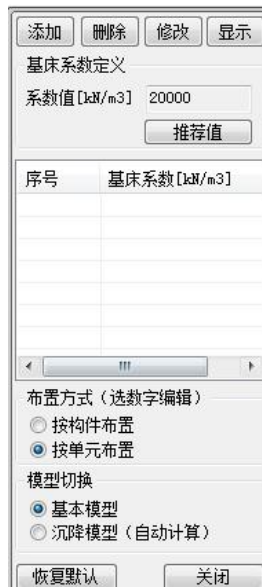 添加 删除 修改 显示
基床系数定义
系数值[kN/m3] 20000
推荐值
序号 基床系数[kN/m3]
布置方式（选数字编辑）
按构件布置
按单元布置
模型切换
基本模型
沉降模型（自动计算）
恢复默认 关闭